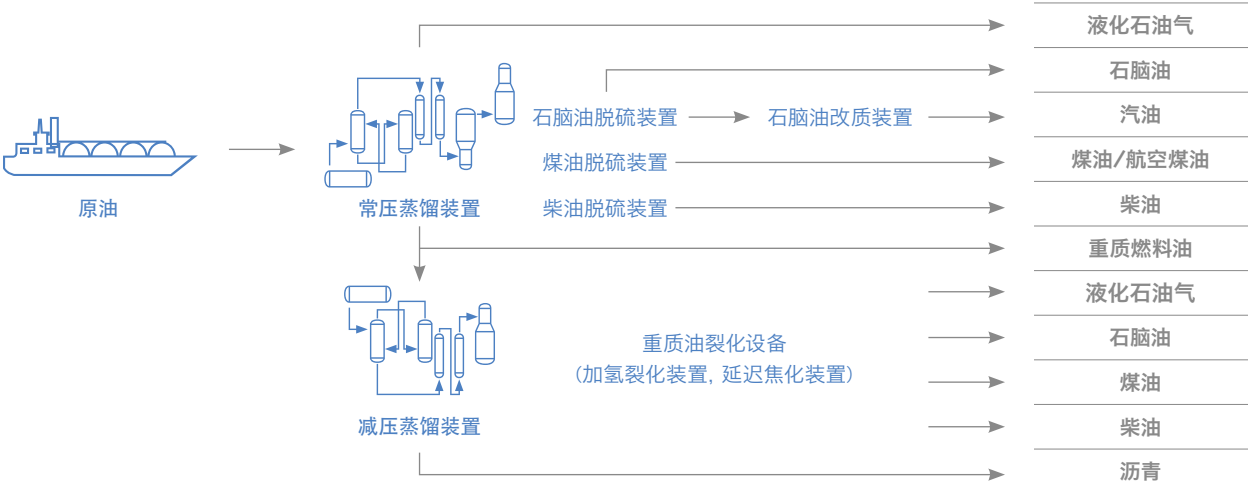 液化石油气
石脑油
石脑油脱硫装置
石脑油改质装置
汽油
煤油脱硫装置
煤油/航空煤油
原油
常压蒸馏装置
柴油脱硫装置
柴油
重质燃料油
液化石油气
石脑油
重质油裂化设备
(加氢裂化装置, 延迟焦化装置)
煤油
减压蒸馏装置
柴油
沥青